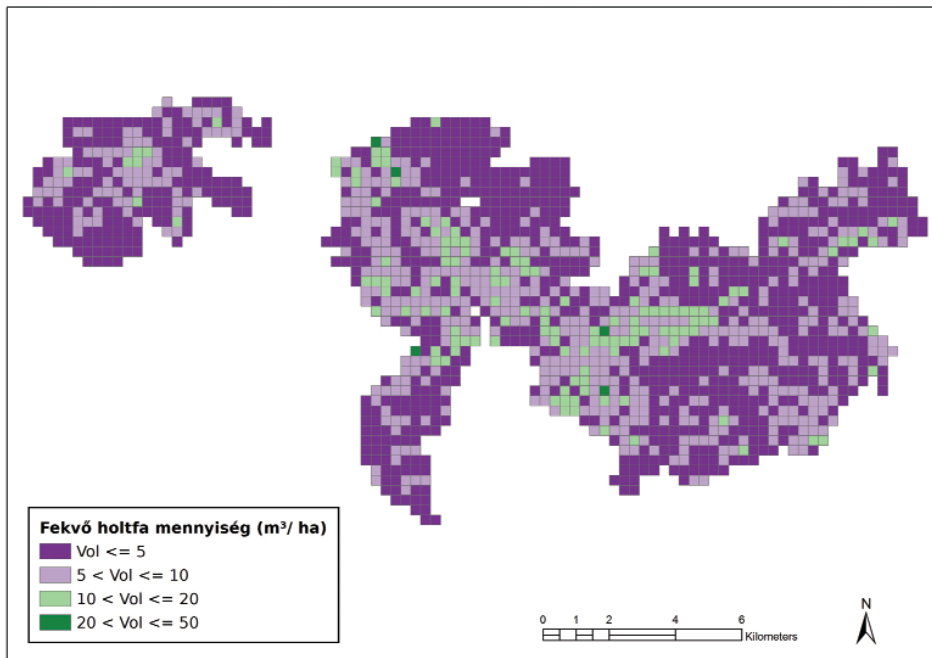 Fekvő holtfa mennyiség (m³/ ha)
Vol <= 5
5 < Vol <= 10
10 < Vol <= 20
20 < Vol <= 50
0 1 2 4 6
Kilometers
N